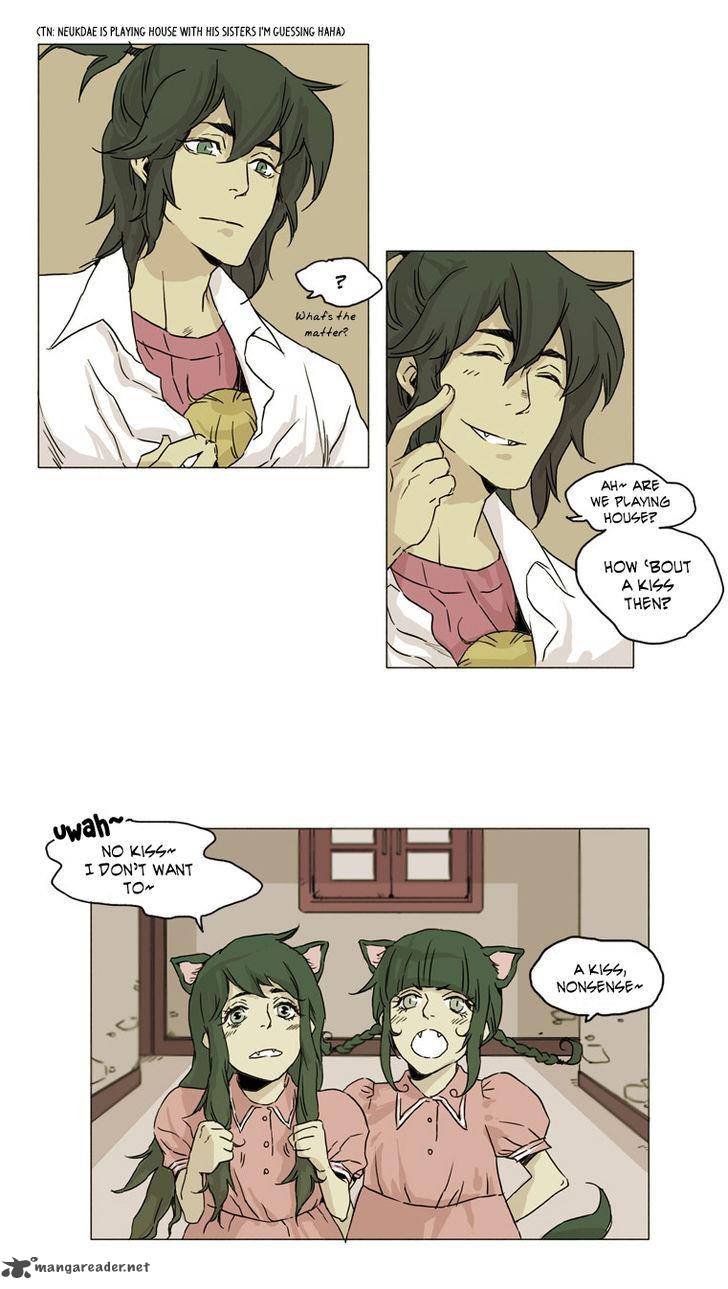 (TN: NEUKDAE IS PLAYING HOUSE WITH HIS SISTERS I'M GUESSING HAHA)
?
What's the
matter?
AH~ ARE
WE PLAYING
HOUSE?
HOW 'BOUT
A KISS
THEN?
uwah~
NO KISS~
I DON'T WANT
TO~
A KISS,
NONSENSE~
mangareader.net